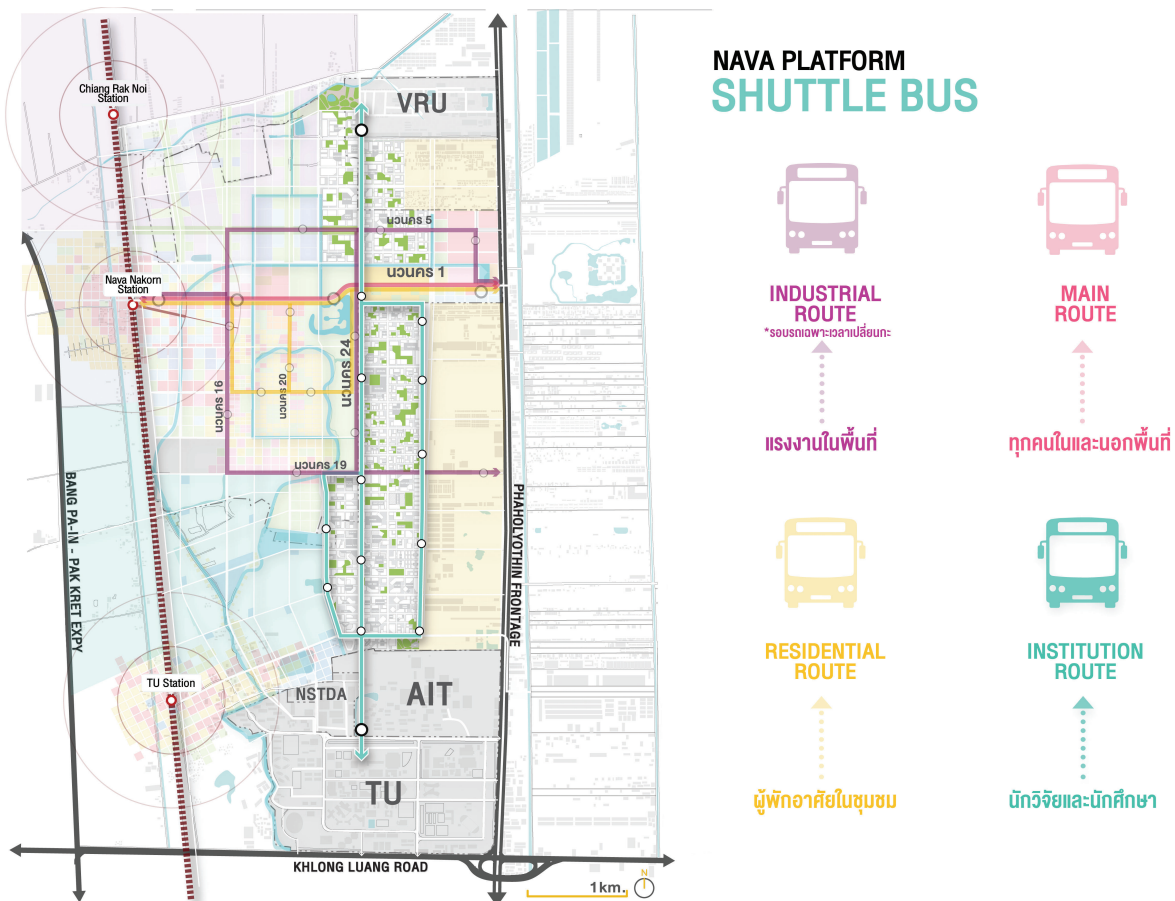 NAVA PLATFORM
SHUTTLE BUS
Chiang Rak Noi
Station
VRU
นวนคร 5
Nava Nakorn
Station
นวนคร 1
นวนคร 24
นวนคร 16
นวนคร 20
นวนคร 19
BANG PA-IN - PAK KRET EXPY
PHAHOLYOTHIN FRONTAGE
TU Station
NSTDA
AIT
TU
KHLONG LUANG ROAD
1km.
N
INDUSTRIAL
ROUTE
*รอบรถเฉพาะเวลาเปลี่ยนกะ
แรงงานในพื้นที่
MAIN
ROUTE
ทุกคนในและนอกพื้นที่
RESIDENTIAL
ROUTE
ผู้พักอาศัยในชุมชม
INSTITUTION
ROUTE
นักวิจัยและนักศึกษา